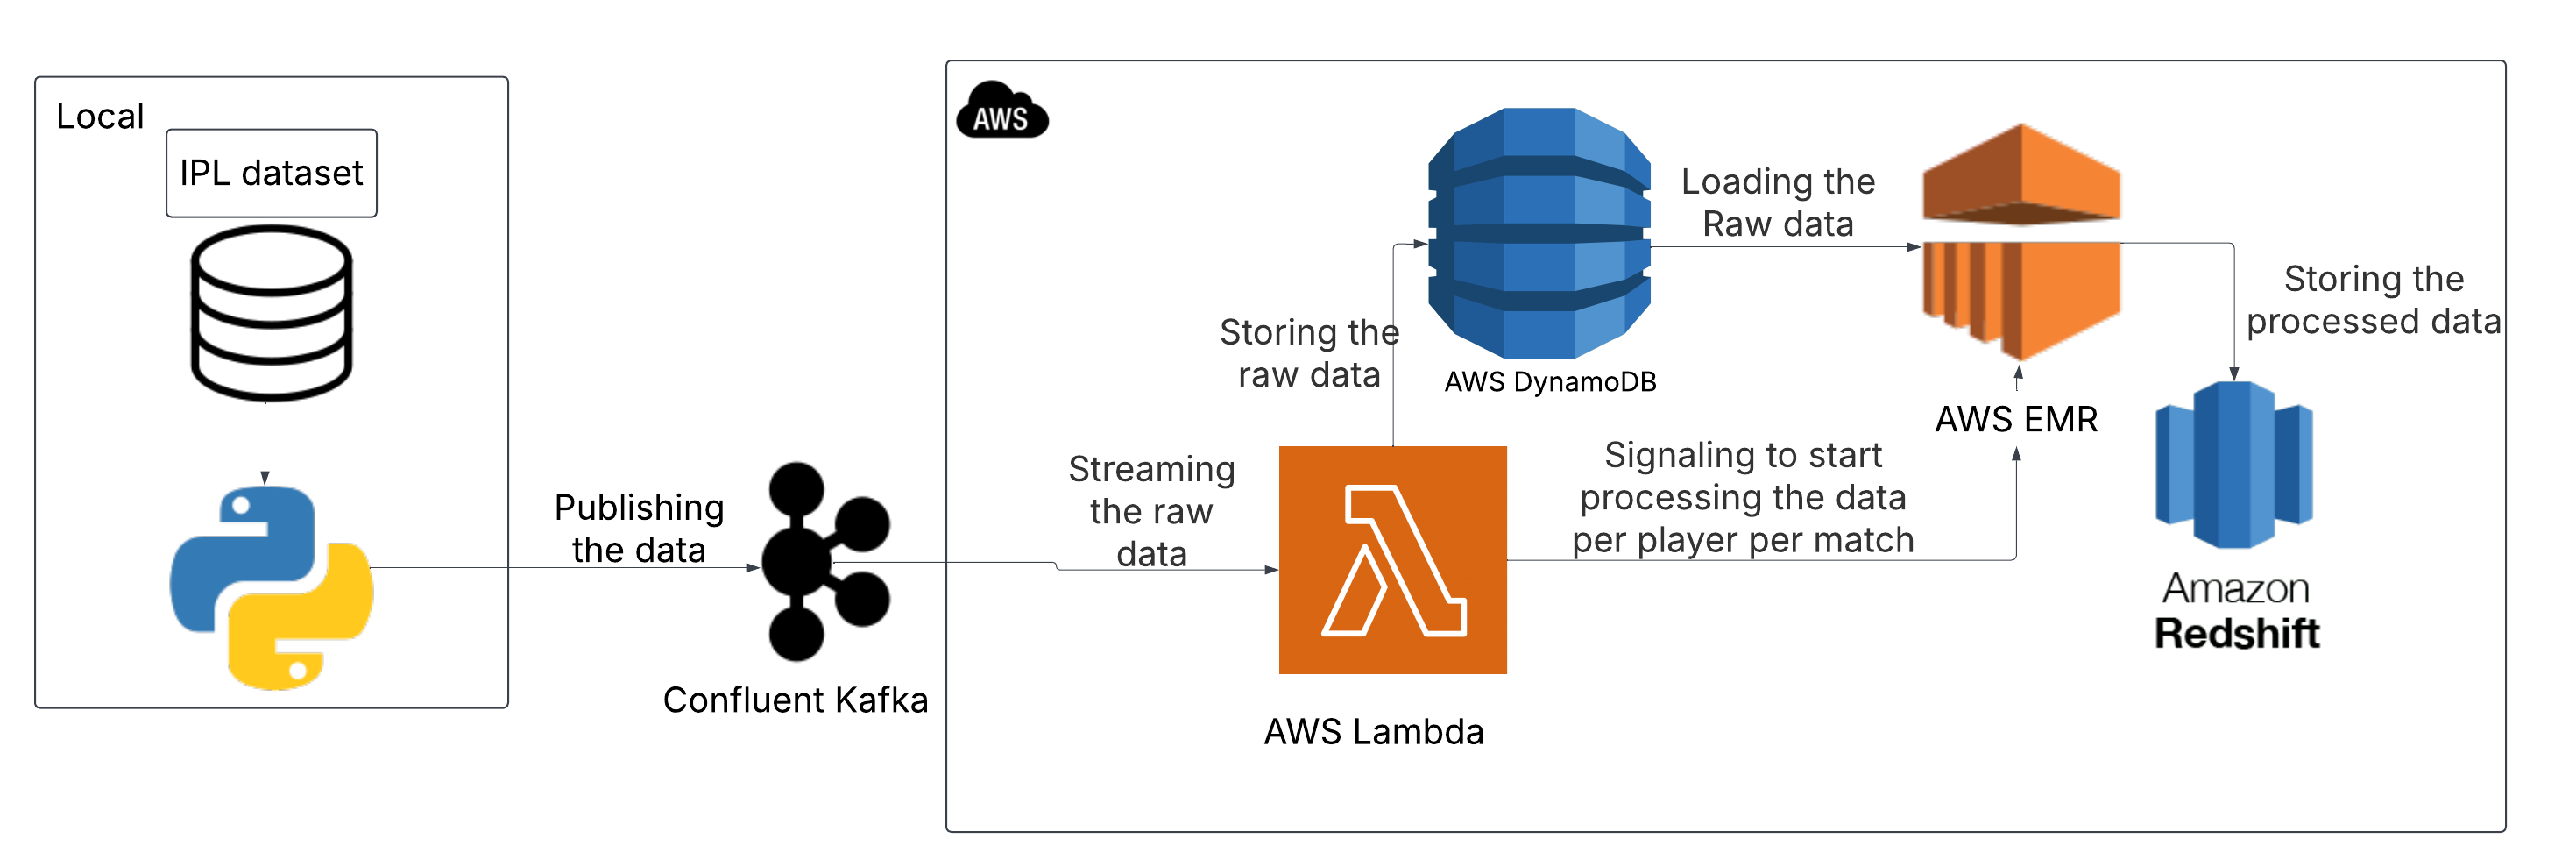 Local
IPL dataset
Publishing
the data
Confluent Kafka
AWS
Streaming
the raw
data
AWS Lambda
Storing the
raw data
AWS DynamoDB
Loading the
Raw data
Signaling to start
processing the data
per player per match
AWS EMR
Storing the
processed data
Amazon
Redshift